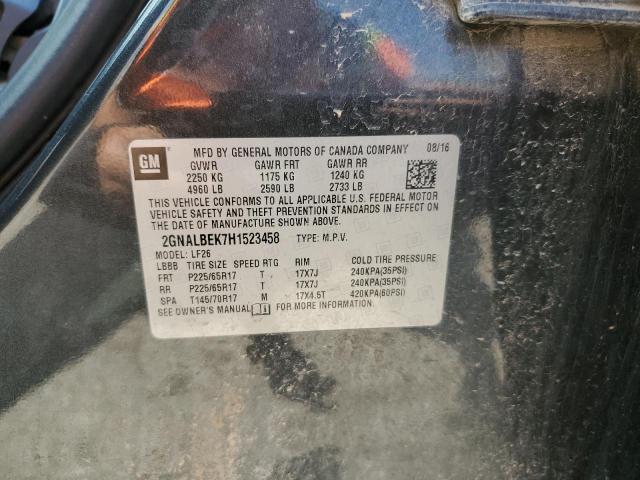 GM
MFD BY GENERAL MOTORS OF CANADA COMPANY 08/16
GVWR GAWR FRT GAWR RR
2250 KG 1175 KG 1240 KG
4960 LB 2590 LB 2733 LB
THIS VEHICLE CONFORMS TO ALL APPLICABLE U.S. FEDERAL MOTOR
VEHICLE SAFETY AND THEFT PREVENTION STANDARDS IN EFFECT ON
THE DATE OF MANUFACTURE SHOWN ABOVE.
2GNALBEK7H1523458 TYPE: M.P.V.
MODEL: LF26
LBBB TIRE SIZE SPEED RTG RIM COLD TIRE PRESSURE
FRT P225/65R17 T 17X7J 240KPA(35PSI)
RR P225/65R17 T 17X7J 240KPA(35PSI)
SPA T145/70R17 M 17X4.5T 420KPA(60PSI)
SEE OWNER'S MANUAL FOR MORE INFORMATION.